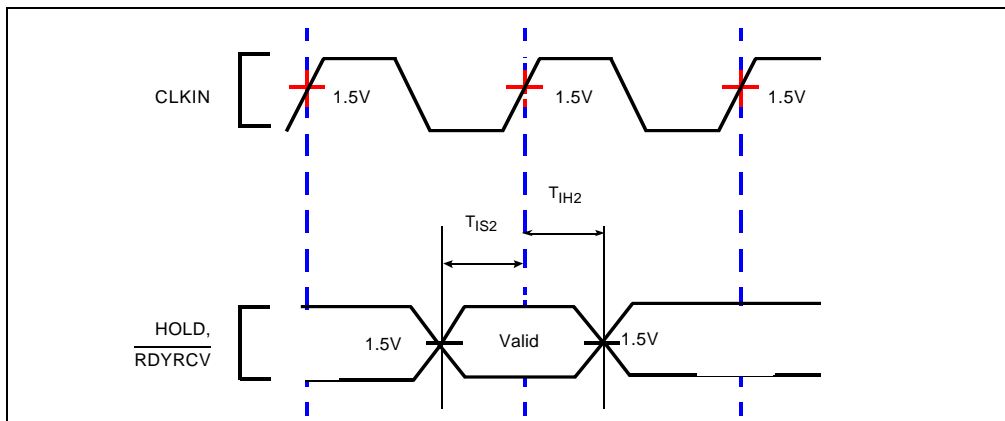 CLKIN
1.5V
1.5V
1.5V
TIH2
TIS2
HOLD,
RDYRCV
1.5V
Valid
1.5V